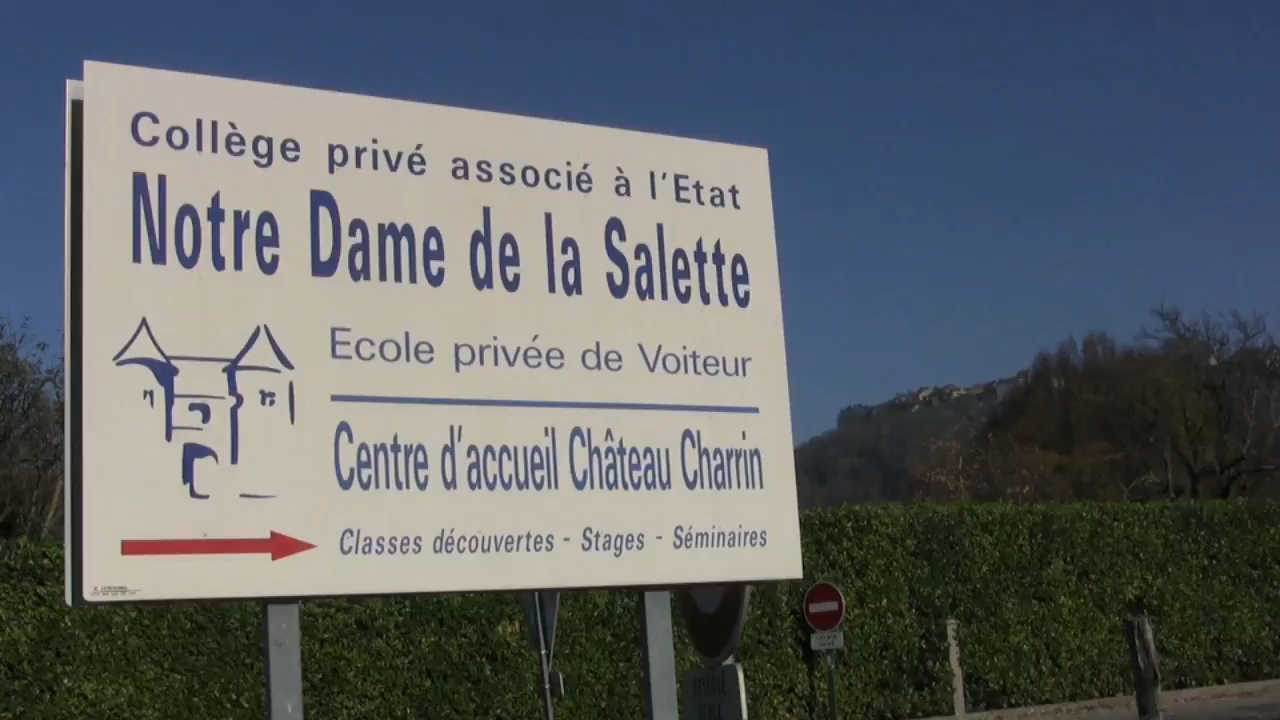 Collège privé associé à l'Etat
Notre Dame de la Salette
Ecole privée de Voiteur
Centre d'accueil Château Charrin
Classes découvertes - Stages - Séminaires